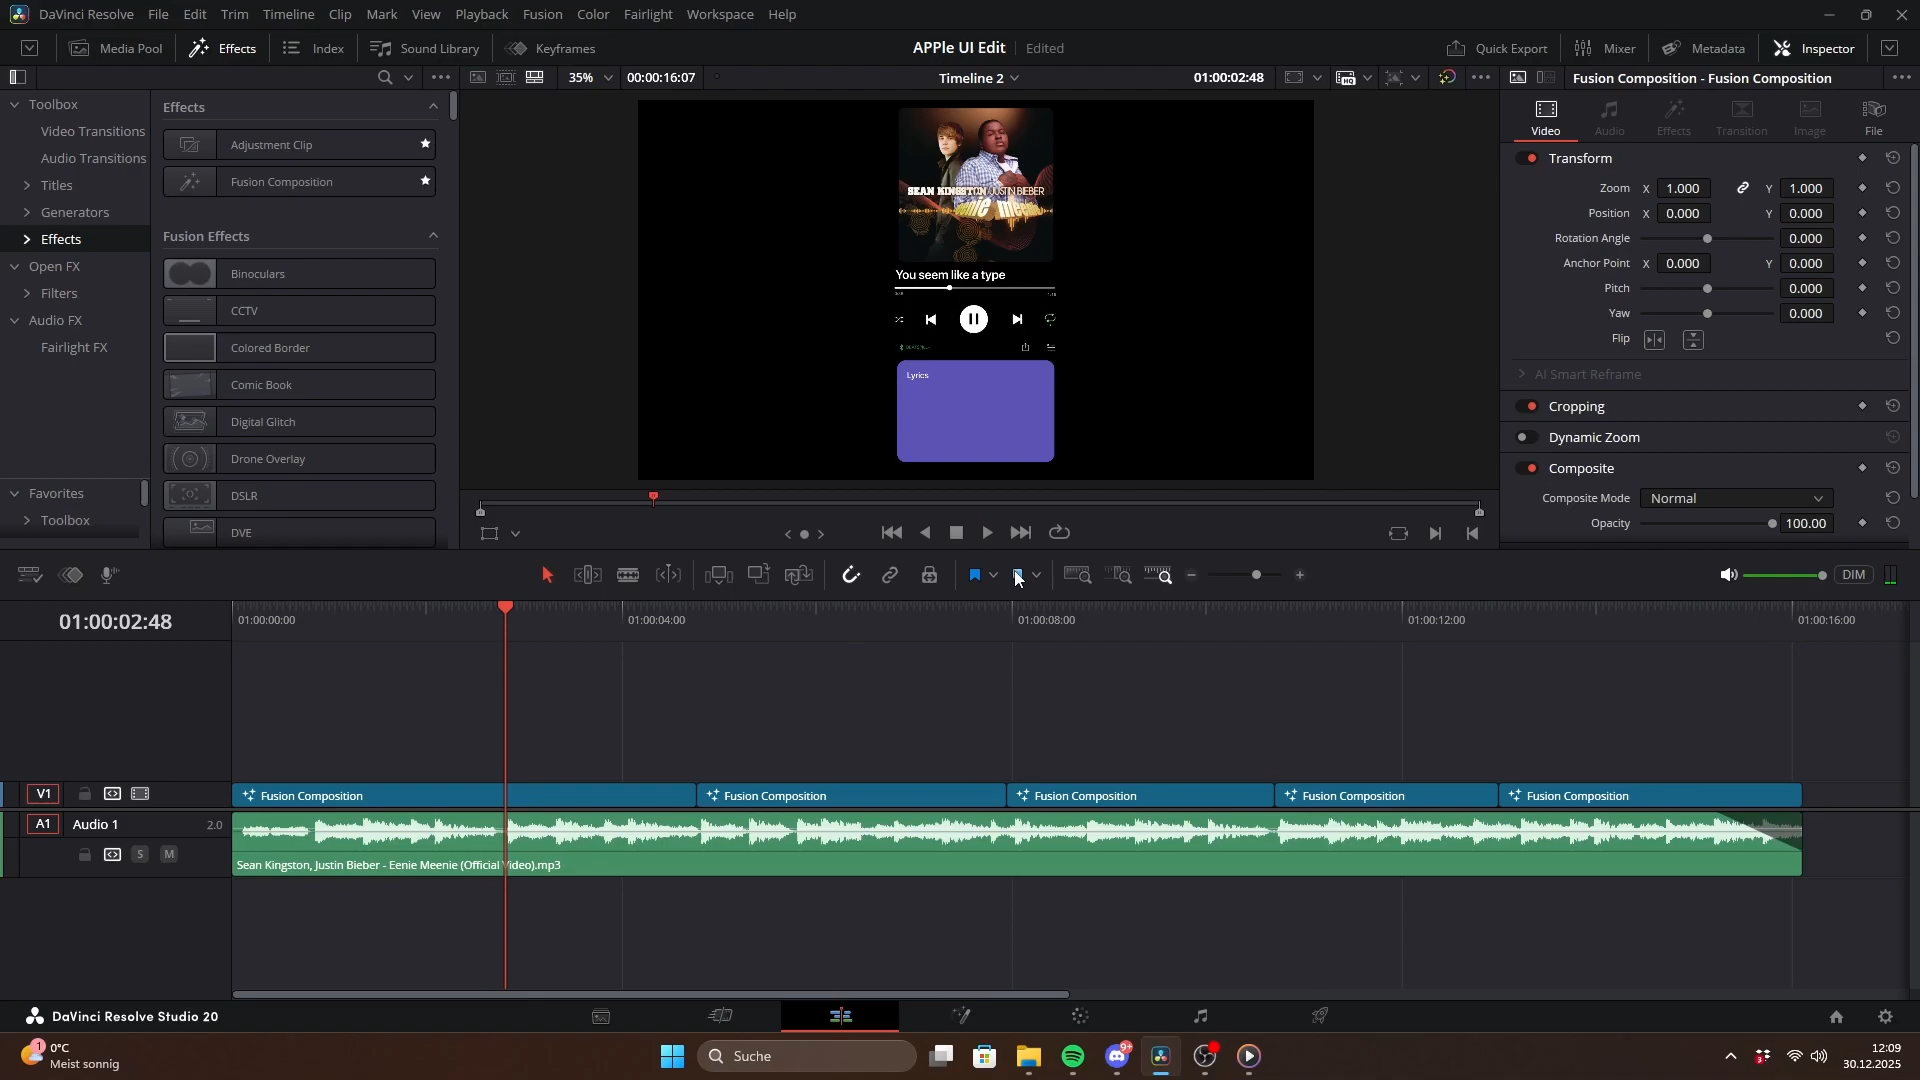 DaVinci Resolve File Edit Trim Timeline Clip Mark View Playback Fusion Color Fairlight Workspace Help
Media Pool Effects Index Sound Library Keyframes APPle UI Edit Edited Quick Export Mixer Metadata Inspector
35% 00:00:16:07 Timeline 2 01:00:02:48 Fusion Composition - Fusion Composition
Toolbox
Video Transitions
Audio Transitions
Titles
Generators
Effects
Open FX
Filters
Audio FX
Fairlight FX
Favorites
Toolbox
Effects
Adjustment Clip
Fusion Composition
Fusion Effects
Binoculars
CCTV
Colored Border
Comic Book
Digital Glitch
Drone Overlay
DSLR
DVE
SEAN KINGSTON/JUSTIN BIEBER
eenie meenie
You seem like a type
Lyrics
Video Audio Effects Transition Image File
Transform
Zoom X 1.000 Y 1.000
Position X 0.000 Y 0.000
Rotation Angle 0.000
Anchor Point X 0.000 Y 0.000
Pitch 0.000
Yaw 0.000
Flip
AI Smart Reframe
Cropping
Dynamic Zoom
Composite
Composite Mode Normal
Opacity 100.00
DIM
01:00:02:48
01:00:00:00 01:00:04:00 01:00:08:00 01:00:12:00 01:00:16:00
V1 Fusion Composition Fusion Composition Fusion Composition Fusion Composition Fusion Composition
A1 Audio 1 2.0
S M
Sean Kingston, Justin Bieber - Eenie Meenie (Official Video).mp3
DaVinci Resolve Studio 20
1 0°C
Meist sonnig
Suche
9+
3
12:09
30.12.2025